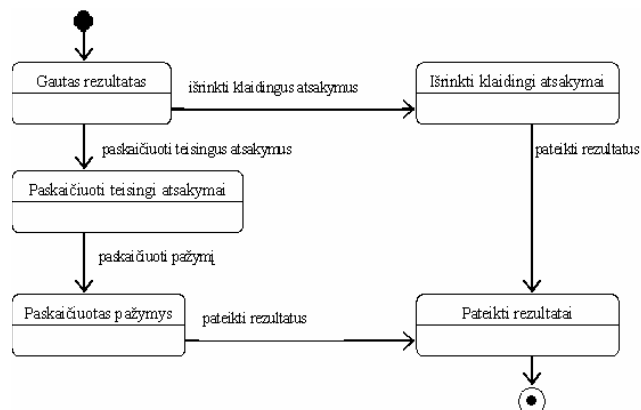 Gautas rezultatas
išrinkti klaidingus atsakymus
Išrinkti klaidingi atsakymai
paskaičiuoti teisingus atsakymus
pateikti rezultatus
Paskaičiuoti teisingi atsakymai
paskaičiuoti pažymį
Paskaičiuotas pažymys
pateikti rezultatus
Pateikti rezultatai